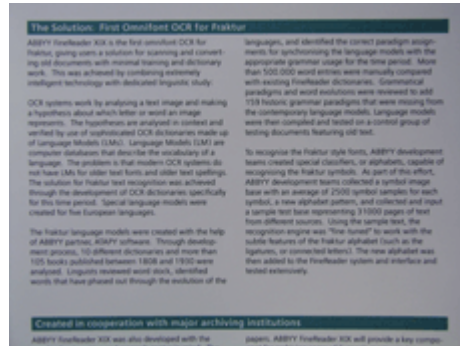 The Solution: First Omnifont OCR for Fraktur
ABBYY FineReader XIX is the first omnifont OCR for
Fraktur, giving users a solution for scanning and convert-
ing old documents with minimal training and dictionary
work. This was achieved by combining extremely
intelligent technology with dedicated linguistic study.
OCR systems work by analysing a text image and making
a hypothesis about which letter or word an image
represents. The hypotheses are analysed in context and
verified by use of sophisticated OCR dictionaries made up
of Language Models (LMs). Language Models (LM) are
computer databases that describe the vocabulary of a
language. The problem is that modern OCR systems do
not have LMs for older text fonts and older text spellings.
The solution for Fraktur text recognition was achieved
through the development of OCR dictionaries specifically
for this time period. Special language models were
created for five European languages.
The Fraktur language models were created with the help
of ABBYY partner, ATAPY software. Through develop-
ment process, 10 different dictionaries and more than
105 books published between 1808 and 1930 were
analysed. Linguists reviewed word stock, identified
words that have phased out through the evolution of the
languages, and identified the correct paradigm assign-
ments for synchronising the language models with the
appropriate grammar usage for the time period. More
than 500.000 word entries were manually compared
with existing FineReader dictionaries. Grammatical
paradigms and word evolutions were reviewed to add
159 historic grammar paradigms that were missing from
the contemporary language models. Language models
were then compiled and tested on a control group of
testing documents featuring old text.
To recognise the Fraktur style fonts, ABBYY development
teams created special classifiers, or alphabets, capable of
recognising the Fraktur symbols. As part of this effort,
ABBYY development teams collected a symbol image
base with an average of 2500 symbol samples for each
symbol, a new alphabet pattern, and collected and input
a sample text base representing 31000 pages of text
from different sources. Using the sample text, the
recognition engine was "fine-tuned" to work with the
subtle features of the Fraktur alphabet (such as the
ligatures, or connected letters). The new alphabet was
then added to the FineReader system and interface and
tested extensively.
Created in cooperation with major archiving institutions
ABBYY FineReader XIX was also developed with the
papers. ABBYY FineReader XIX will provide a key compo-